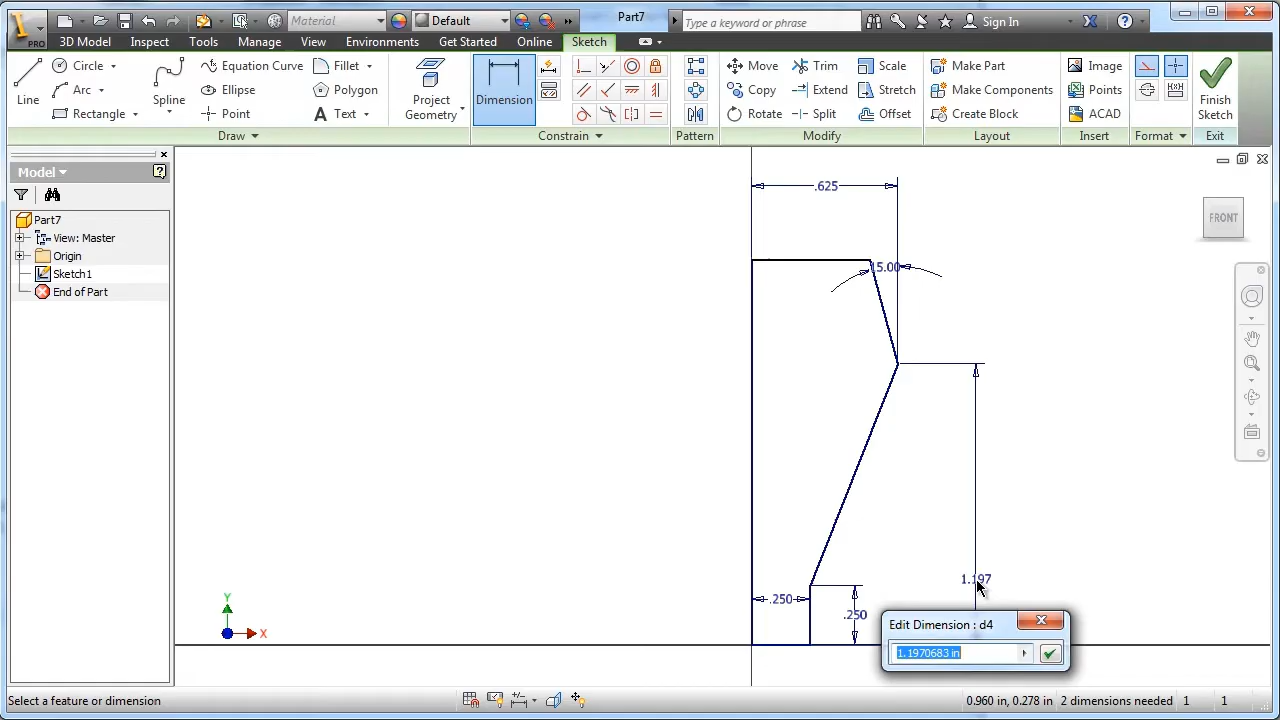 PRO
Material
Default
Part7
Type a keyword or phrase
Sign In
3D Model Inspect Tools Manage View Environments Get Started Online Sketch
Line
Circle
Arc
Rectangle
Spline
Equation Curve
Ellipse
Point
Fillet
Polygon
Text
Project
Geometry
Dimension
Move
Copy
Rotate
Trim
Extend
Split
Scale
Stretch
Offset
Make Part
Make Components
Create Block
Image
Points
ACAD
Finish
Sketch
Draw Constrain Pattern Modify Layout Insert Format Exit
Model
Part7
View: Master
Origin
Sketch1
End of Part
.625
FRONT
15.00
1.197
.250
.250
Edit Dimension : d4
1.1970683 in
Y
X
Select a feature or dimension
0.960 in, 0.278 in 2 dimensions needed 1 1